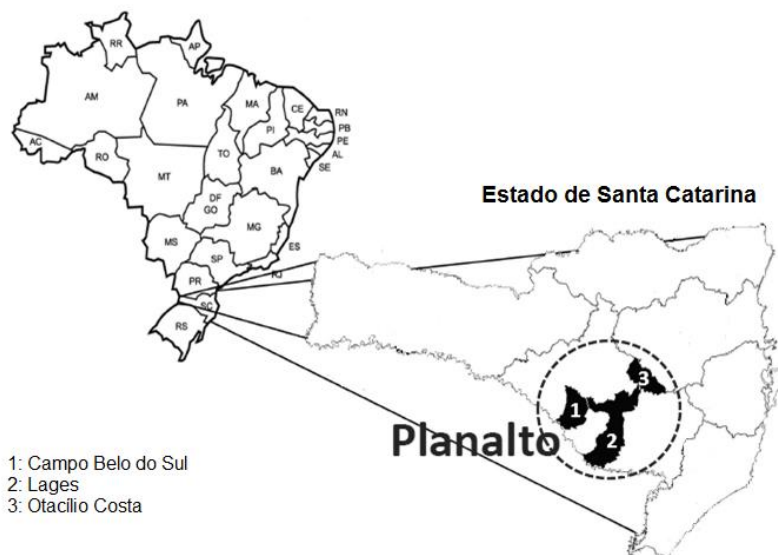 RR
AP
AM
PA
MA
CE
RN
PB
PI
PE
AC
AL
RO
TO
SE
MT
BA
DF
GO
Estado de Santa Catarina
MG
MS
ES
SP
RJ
PR
SC
RS
3
1
Planalto
2
1: Campo Belo do Sul
2: Lages
3: Otacílio Costa